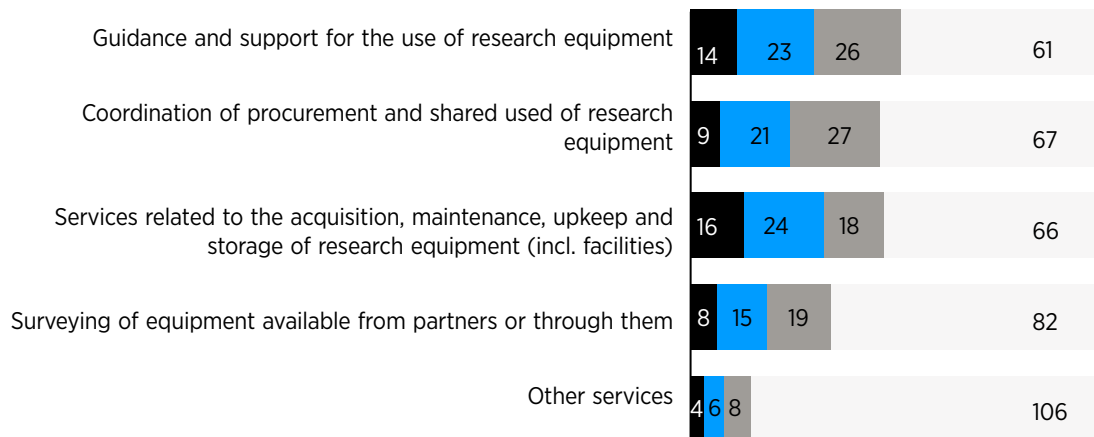 Guidance and support for the use of research equipment
14 23 26 61
Coordination of procurement and shared used of research
equipment
9 21 27 67
Services related to the acquisition, maintenance, upkeep and
storage of research equipment (incl. facilities)
16 24 18 66
Surveying of equipment available from partners or through them
8 15 19 82
Other services
4 6 8 106